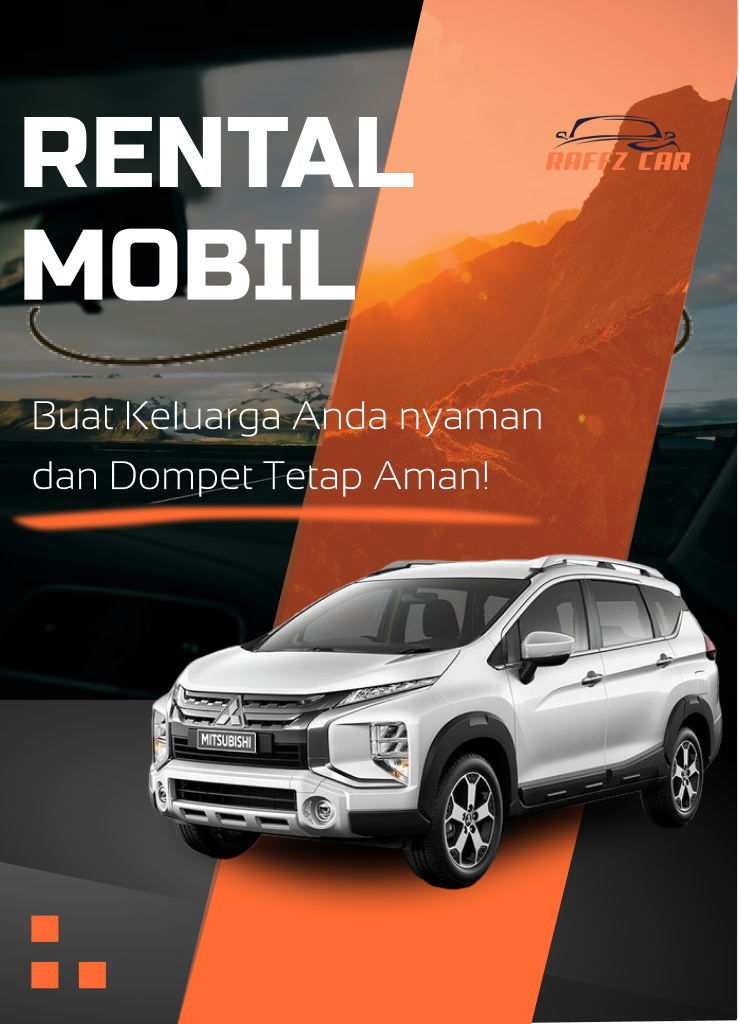 RENTAL
MOBIL
RAFFZ CAR
Buat Keluarga Anda nyaman
dan Dompet Tetap Aman!
MITSUBISHI